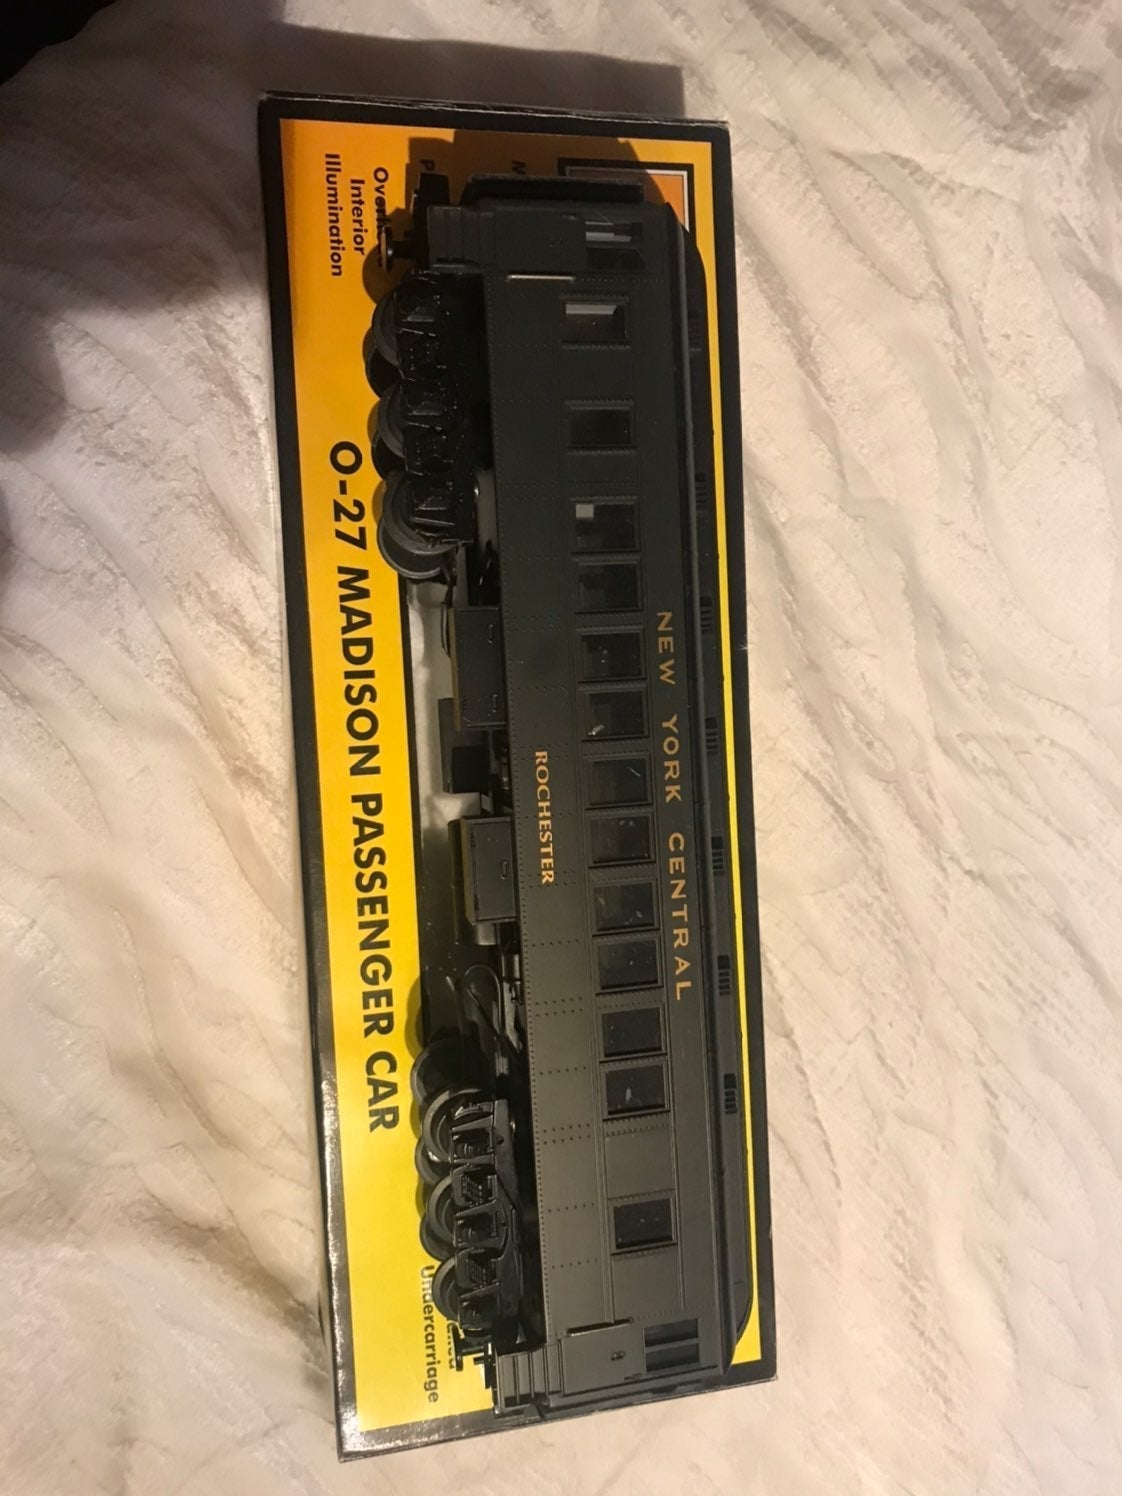 NEW YORK CENTRAL
ROCHESTER
Interior
Illumination
O-27 MADISON PASSENGER CAR
Undercarriage